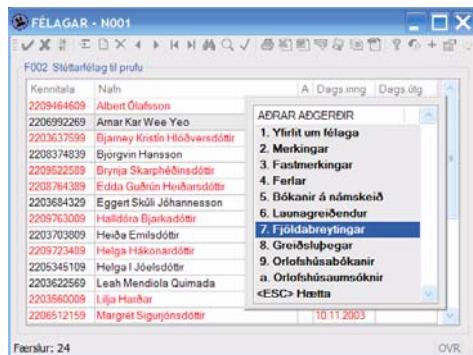 FÉLAGAR - N001
F002 Stéttarfélag til prufu
Kennitala Nafn A Dags.inng Dags.útg
2209464609 Albert Ólafsson
2206992269 Arnar Kar Wee Yeo
2203637599 Bjarney Kristín Hlöðversdóttir
2208374839 Björgvin Hansson
2209522589 Brynja Skarphéðinsdóttir
2208764389 Edda Guðrún Heiðarsdóttir
2203684329 Eggert Skúli Jóhannesson
2209763009 Halldóra Bjarkadóttir
2203703809 Heiða Emilsdóttir
2209723489 Helga Hákonardóttir
2205345109 Helga I Jóelsdóttir
2203622569 Leah Mendiola Quimada
2203560009 Lilja Harðar
2206512159 Margrét Sigurjónsdóttir 10.11.2003
AÐRAR AÐGERÐIR
1. Yfirlit um félaga
2. Merkingar
3. Fastmerkingar
4. Ferlar
5. Bókanir á námskeið
6. Launagreiðendur
7. Fjöldabreytingar
8. Greiðsluþegar
9. Orlofshúsabókanir
a. Orlofshúsaumsóknir
<ESC> Hætta
Færslur: 24 OVR